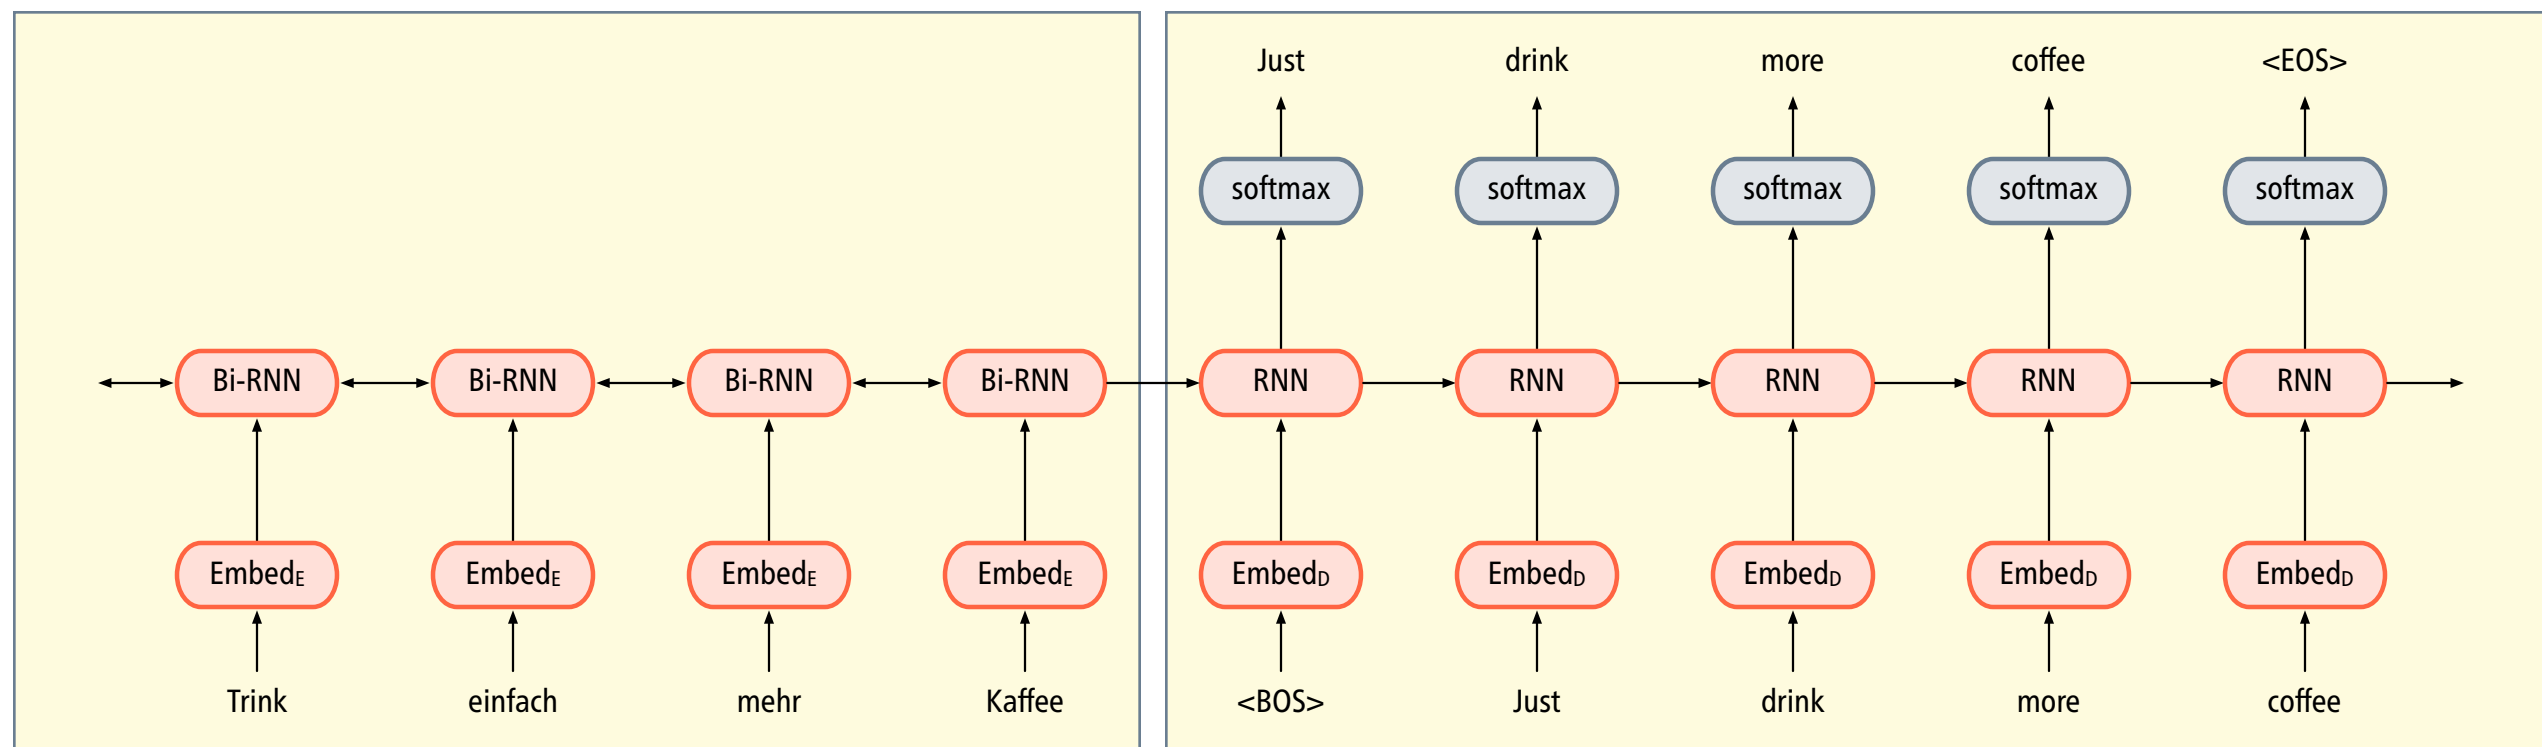 Just drink more coffee <EOS>
softmax softmax softmax softmax softmax
Bi-RNN Bi-RNN Bi-RNN Bi-RNN RNN RNN RNN RNN RNN
EmbedE EmbedE EmbedE EmbedE EmbedD EmbedD EmbedD EmbedD EmbedD
Trink einfach mehr Kaffee <BOS> Just drink more coffee